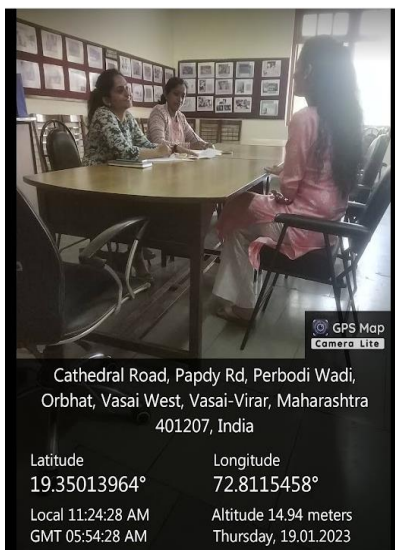 GPS Map
Camera Lite
Cathedral Road, Papdy Rd, Perbodi Wadi,
Orbhat, Vasai West, Vasai-Virar, Maharashtra
401207, India
Latitude
Longitude
19.35013964°
72.8115458°
Local 11:24:28 AM
Altitude 14.94 meters
GMT 05:54:28 AM
Thursday, 19.01.2023